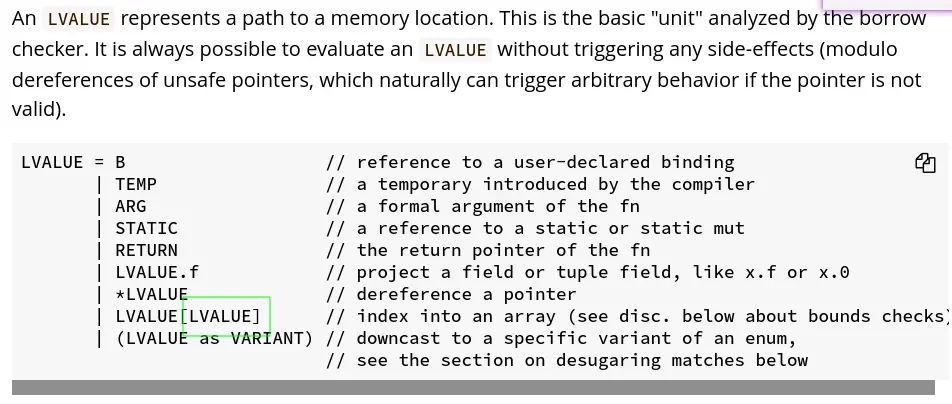 An LVALUE represents a path to a memory location. This is the basic "unit" analyzed by the borrow
checker. It is always possible to evaluate an LVALUE without triggering any side-effects (modulo
dereferences of unsafe pointers, which naturally can trigger arbitrary behavior if the pointer is not
valid).
LVALUE = B // reference to a user-declared binding
| TEMP // a temporary introduced by the compiler
| ARG // a formal argument of the fn
| STATIC // a reference to a static or static mut
| RETURN // the return pointer of the fn
| LVALUE.f // project a field or tuple field, like x.f or x.0
| *LVALUE // dereference a pointer
| LVALUE[LVALUE] // index into an array (see disc. below about bounds checks)
| (LVALUE as VARIANT) // downcast to a specific variant of an enum,
// see the section on desugaring matches below